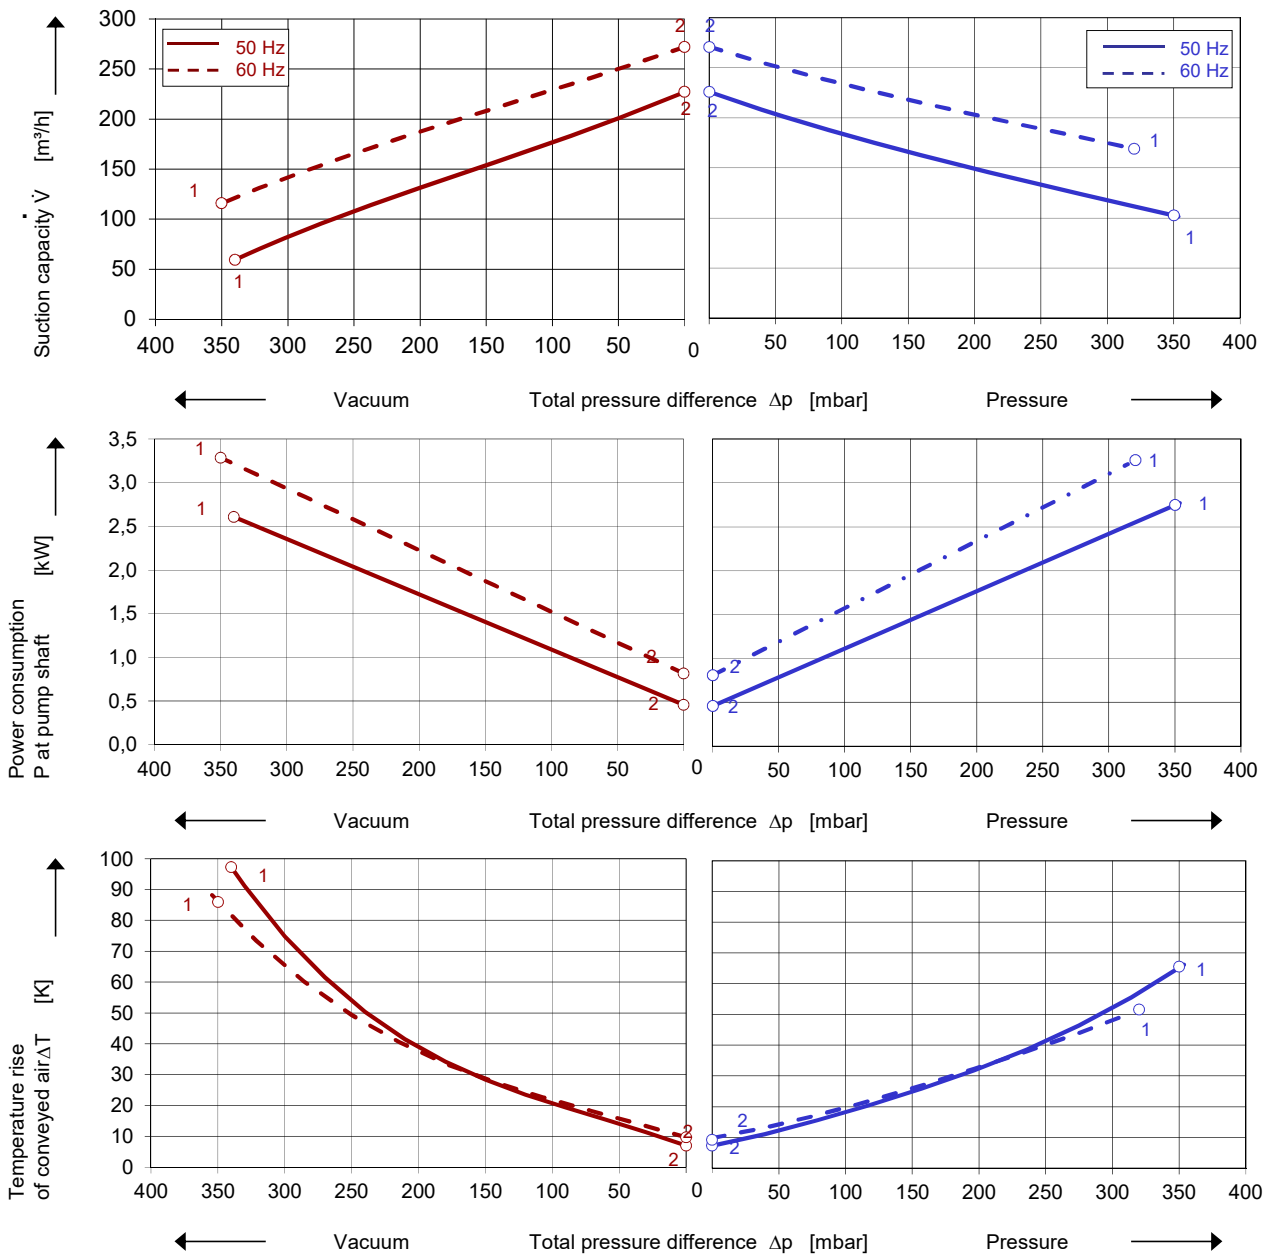 Suction capacity V̇ [m³/h]
300
250
200
150
100
50
0
50 Hz
60 Hz
1
1
2
2
400 350 300 250 200 150 100 50 0
50 Hz
60 Hz
2
2
1
1
50 100 150 200 250 300 350 400
Vacuum Total pressure difference Δp [mbar] Pressure
Power consumption
P at pump shaft [kW]
3,5
3,0
2,5
2,0
1,5
1,0
0,5
0,0
1
1
2
2
400 350 300 250 200 150 100 50 0
2
2
1
1
50 100 150 200 250 300 350 400
Vacuum Total pressure difference Δp [mbar] Pressure
Temperature rise
of conveyed air ΔT [K]
100
90
80
70
60
50
40
30
20
10
0
1
1
2
2
400 350 300 250 200 150 100 50 0
2
2
1
1
50 100 150 200 250 300 350 400
Vacuum Total pressure difference Δp [mbar] Pressure